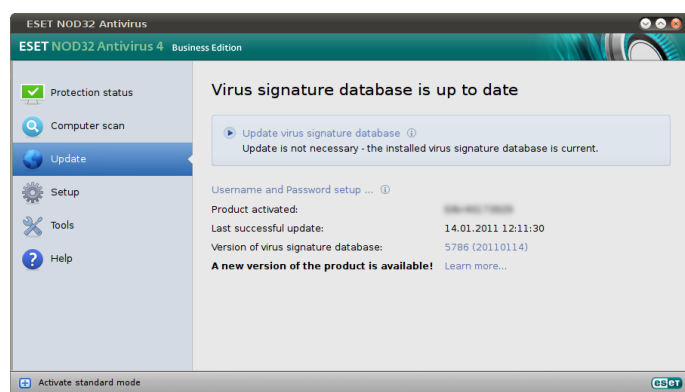 ESET NOD32 Antivirus
ESET NOD32 Antivirus 4 Business Edition
Protection status
Computer scan
Update
Setup
Tools
Help
Virus signature database is up to date
Update virus signature database
Update is not necessary - the installed virus signature database is current.
Username and Password setup ...
Product activated:
Last successful update: 14.01.2011 12:11:30
Version of virus signature database: 5786 (20110114)
A new version of the product is available! Learn more...
Activate standard mode
eset